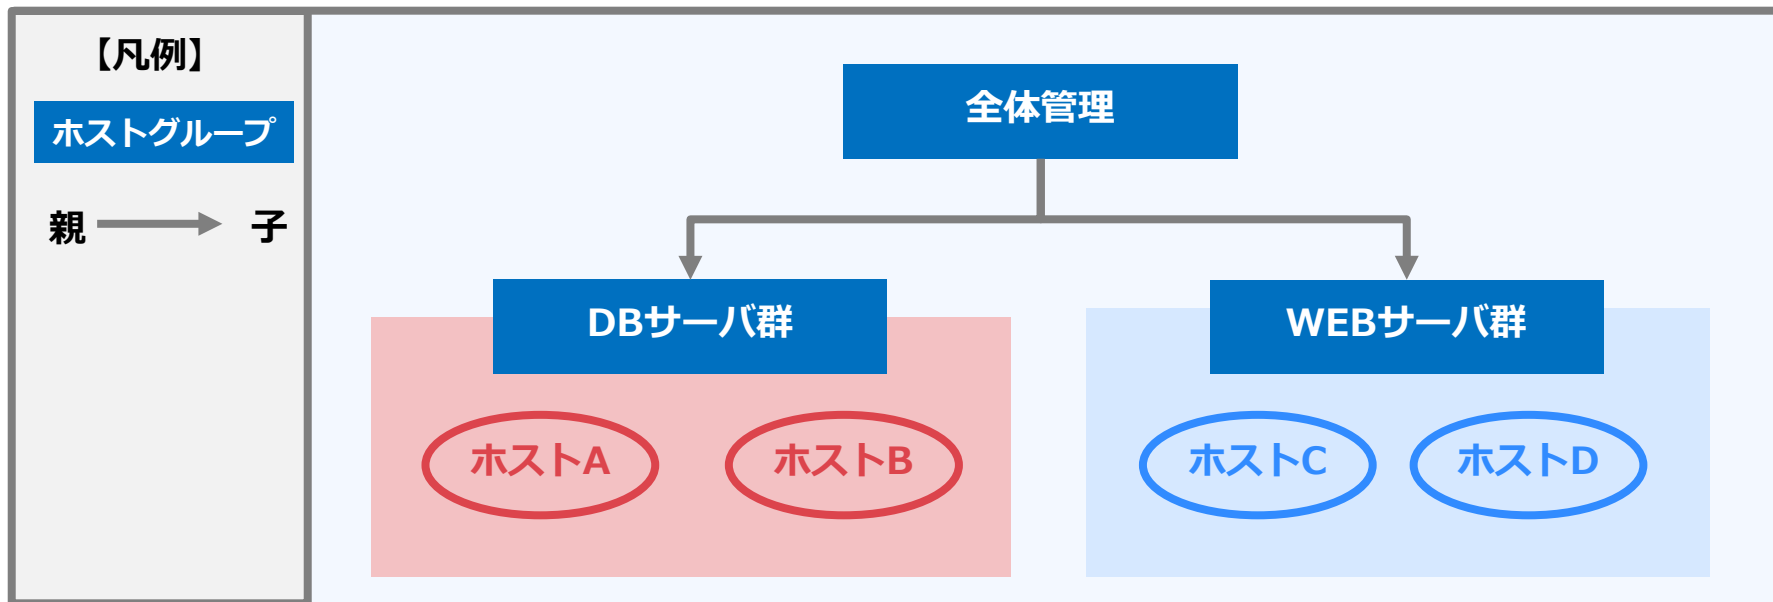 【凡例】
ホストグループ
親 子
全体管理
DBサーバ群
WEBサーバ群
ホストA
ホストB
ホストC
ホストD